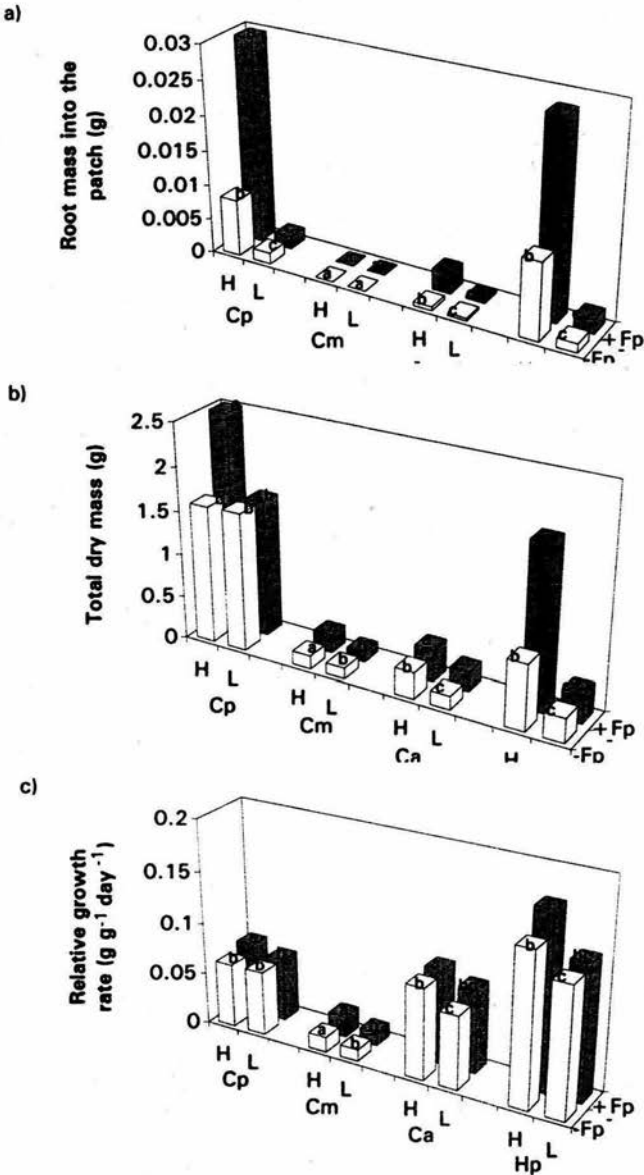 a)
Root mass into the
patch (g)
0.03
0.025
0.02
0.015
0.01
0.005
0
b
c
a
a
b
c
b
c
H L
H L
H L
Cp
Cm
+ Fp
-Fp
b)
Total dry mass (g)
2.5
2
1.5
1
0.5
0
b
a
b
b
c
b
c
H L
H L
H L
H
Cp
Cm
Ca
+ Fp
-Fp
c)
Relative growth
rate (g g-1 day -1)
0.2
0.15
0.1
0.05
0
b
b
a
b
b
c
b
c
H L
H L
H L
H L
Cp
Cm
Ca
Hp
+ Fp
-Fp